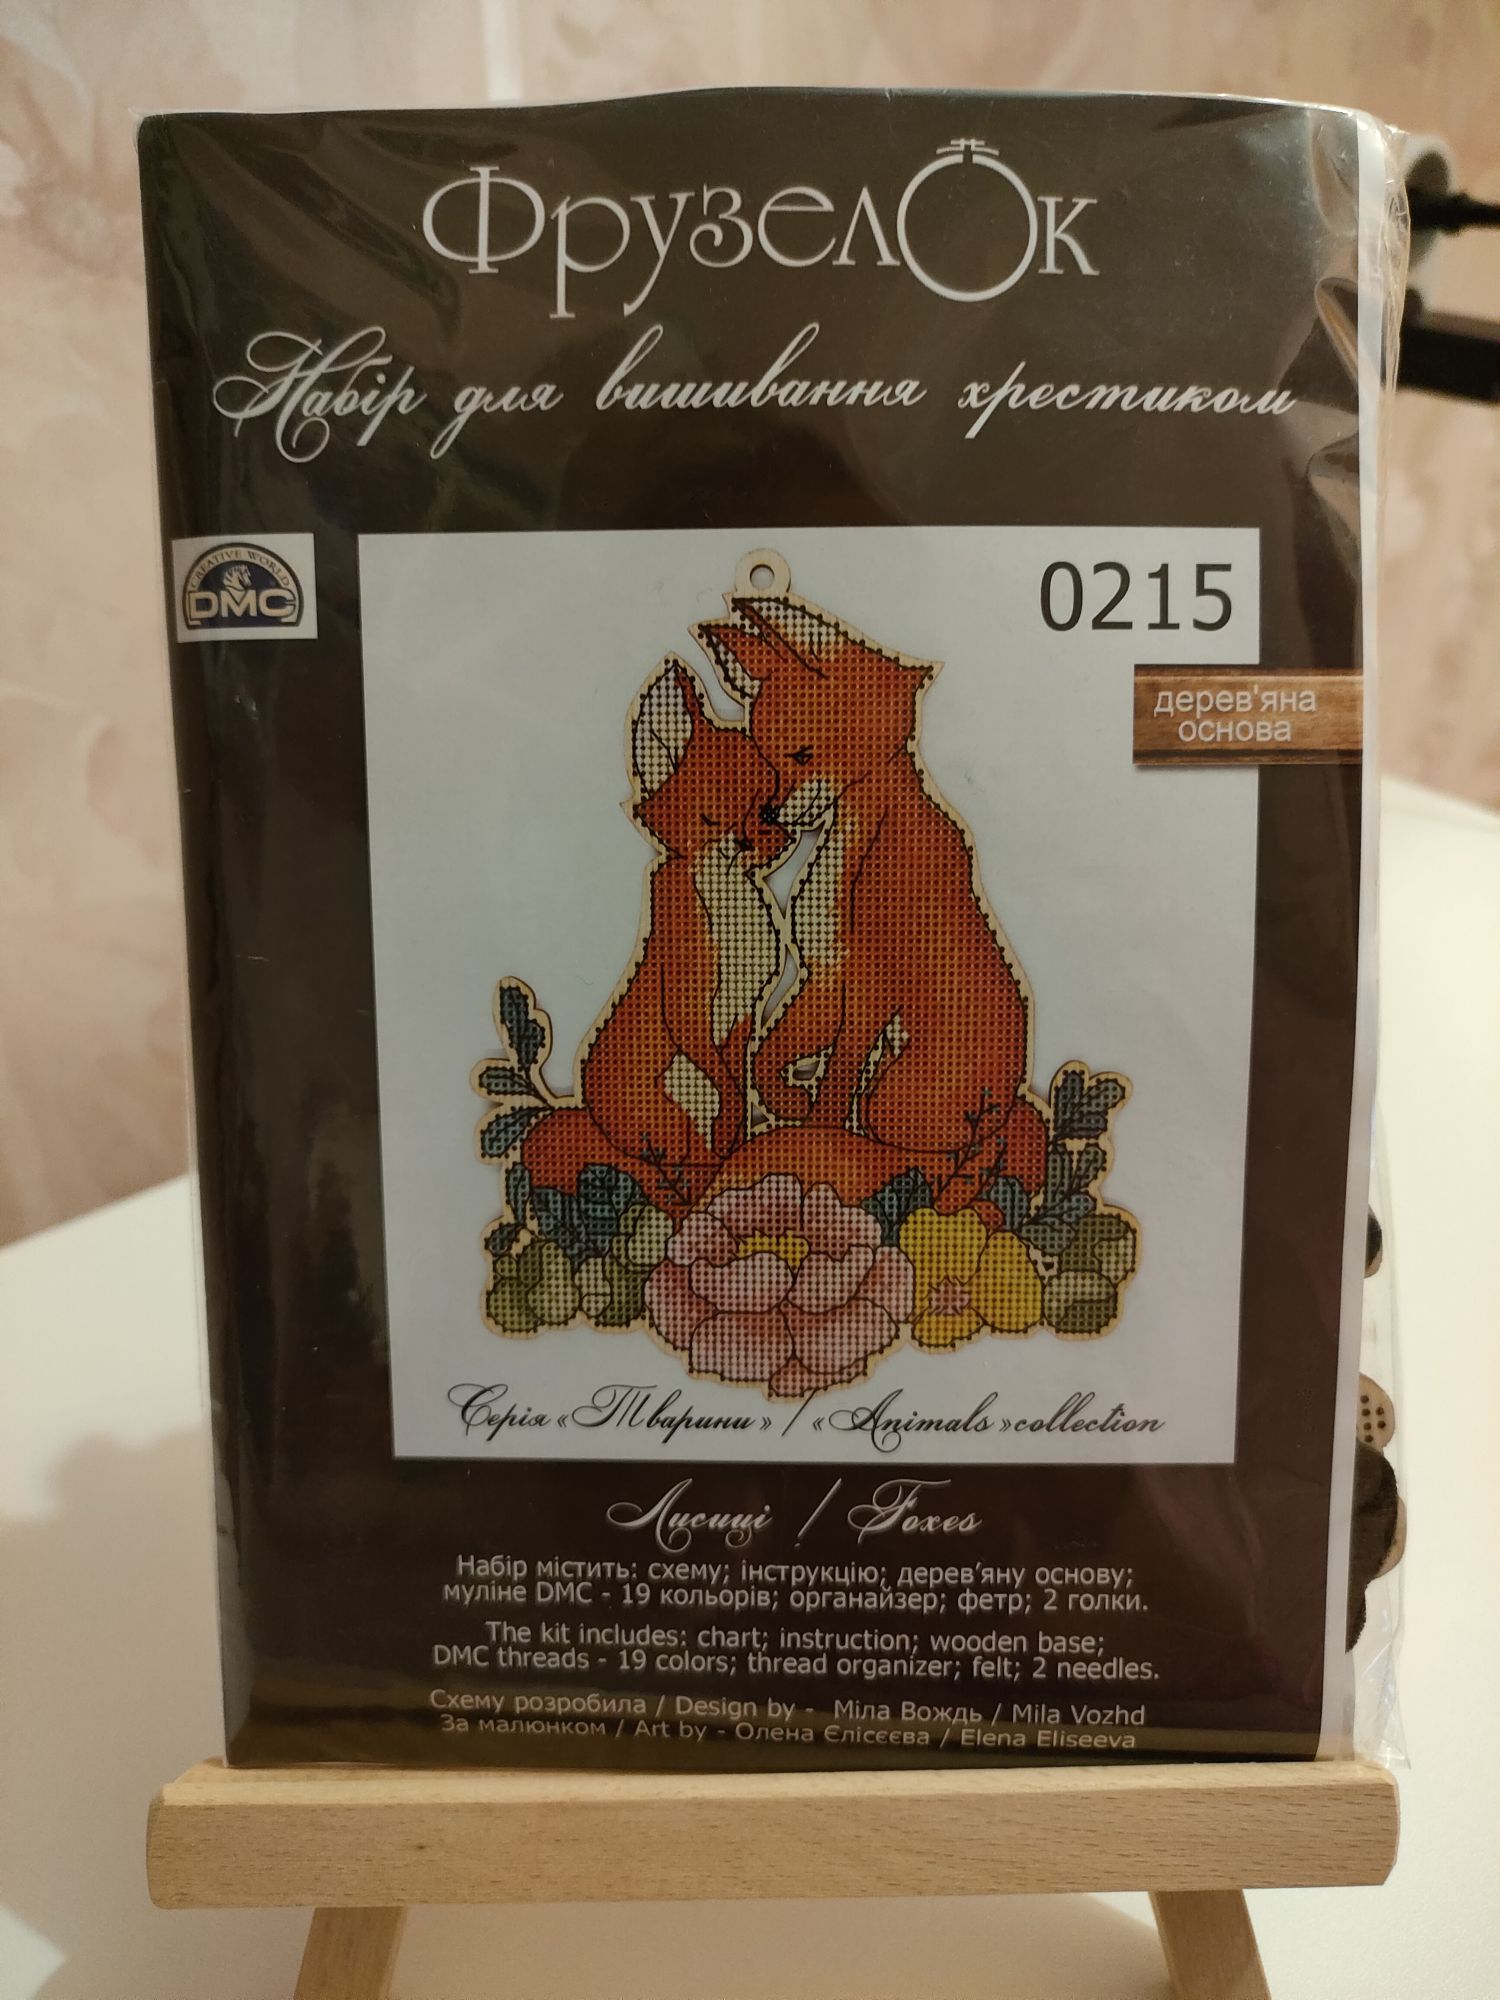 ФрузелОк
Набір для вишивання хрестиком
CREATIVE WORLD
DMC
0215
дерев'яна
основа
Серія «Тварини» / «Animals» collection
Лисиці / Foxes
Набір містить: схему; інструкцію; дерев’яну основу;
муліне DMC - 19 кольорів; органайзер; фетр; 2 голки.
The kit includes: chart; instruction; wooden base;
DMC threads - 19 colors; thread organizer; felt; 2 needles.
Схему розробила / Design by - Міла Вождь / Mila Vozhd
За малюнком / Art by - Олена Єлісєєва / Elena Eliseeva